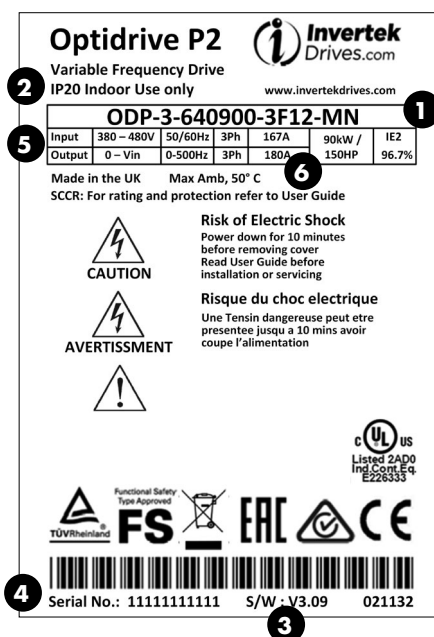 Optidrive P2
Invertek
Drives.com
Variable Frequency Drive
2 IP20 Indoor Use only
www.invertekdrives.com
1
ODP-3-640900-3F12-MN
5 Input 380 – 480V 50/60Hz 3Ph 167A 90kW / IE2
Output 0 – Vin 0-500Hz 3Ph 180A 150HP 96.7%
6
Made in the UK Max Amb, 50° C
SCCR: For rating and protection refer to User Guide
Risk of Electric Shock
Power down for 10 minutes
before removing cover
Read User Guide before
installation or servicing
CAUTION
Risque du choc electrique
Une Tensin dangereuse peut etre
presentee jusqu a 10 mins avoir
coupe l'alimentation
AVERTISSMENT
!
C UL US
Listed 2AD0
Ind.Cont.Eq.
E226333
TÜVRheinland
Functional Safety
Type Approved
FS
EAC
CE
4 Serial No.: 11111111111 S/W : V3.09 021132
3